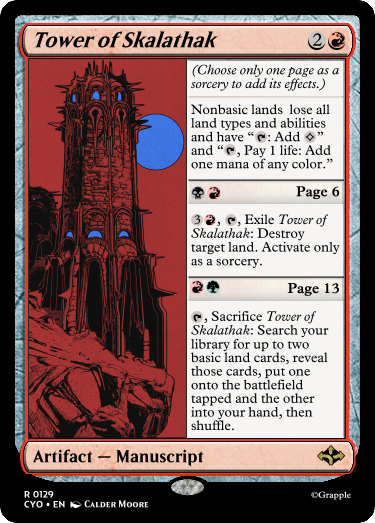 Tower of Skalathak 2
(Choose only one page as a
sorcery to add its effects.)
Nonbasic lands lose all
land types and abilities
and have “: Add ”
and “, Pay 1 life: Add
one mana of any color.”
Page 6
3, , Exile Tower of
Skalathak: Destroy
target land. Activate only
as a sorcery.
Page 13
, Sacrifice Tower of
Skalathak: Search your
library for up to two
basic land cards, reveal
those cards, put one
onto the battlefield
tapped and the other
into your hand, then
shuffle.
Artifact — Manuscript
R 0129
CYO • EN Calder Moore
©Grapple